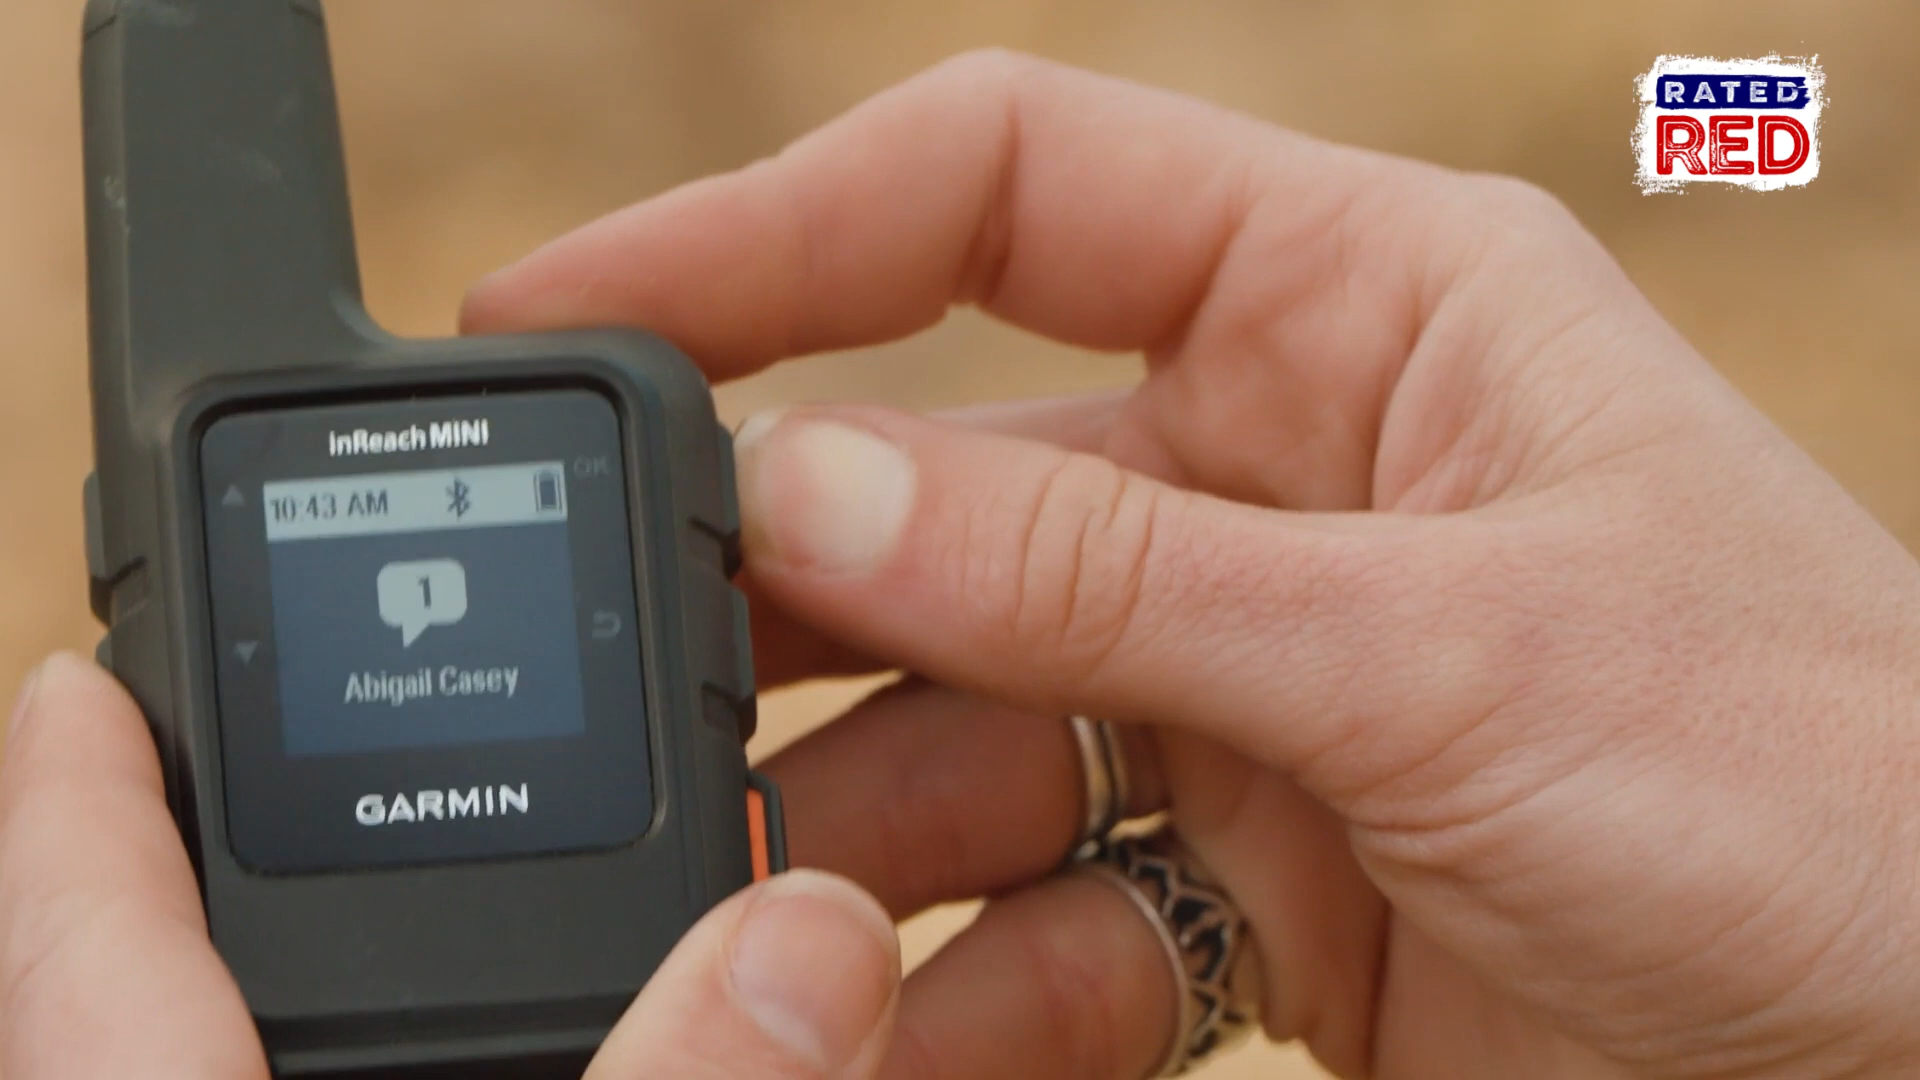 RATED
RED
inReach MINI
OK
10:43 AM
1
Abigail Casey
GARMIN